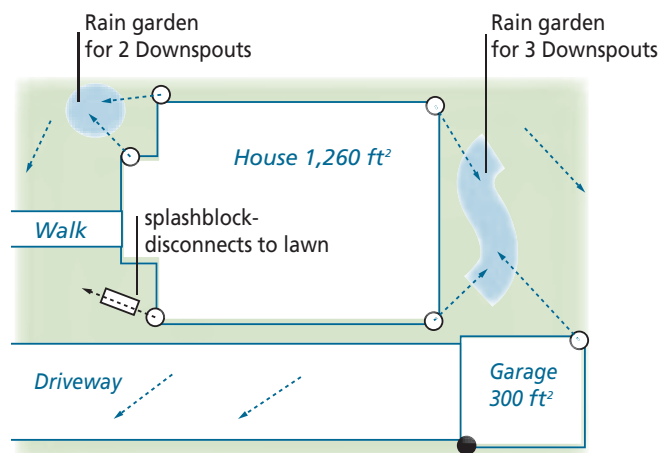 Rain garden
for 2 Downspouts
Rain garden
for 3 Downspouts
House 1,260 ft²
Walk
splashblock-
disconnects to lawn
Driveway
Garage
300 ft²